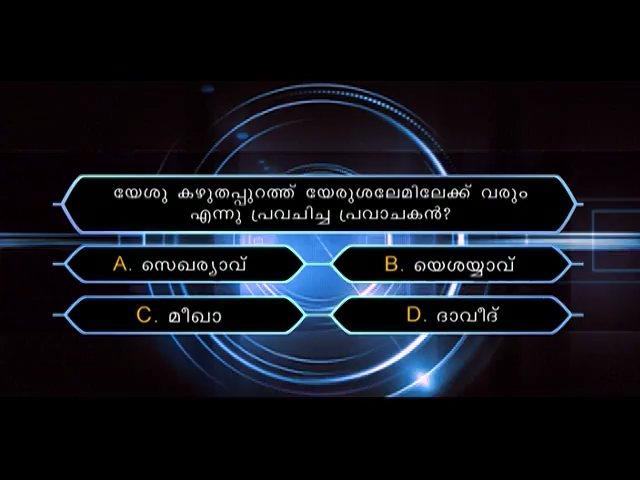 യേശു കഴുതപ്പുറത്ത് യേരുശലേമിലേക്ക് വരും
എന്നു പ്രവചിച്ച പ്രവാചകൻ?
A. സെഖര്യാവ്
B. യെശയ്യാവ്
C. മീഖാ
D. ദാവീദ്